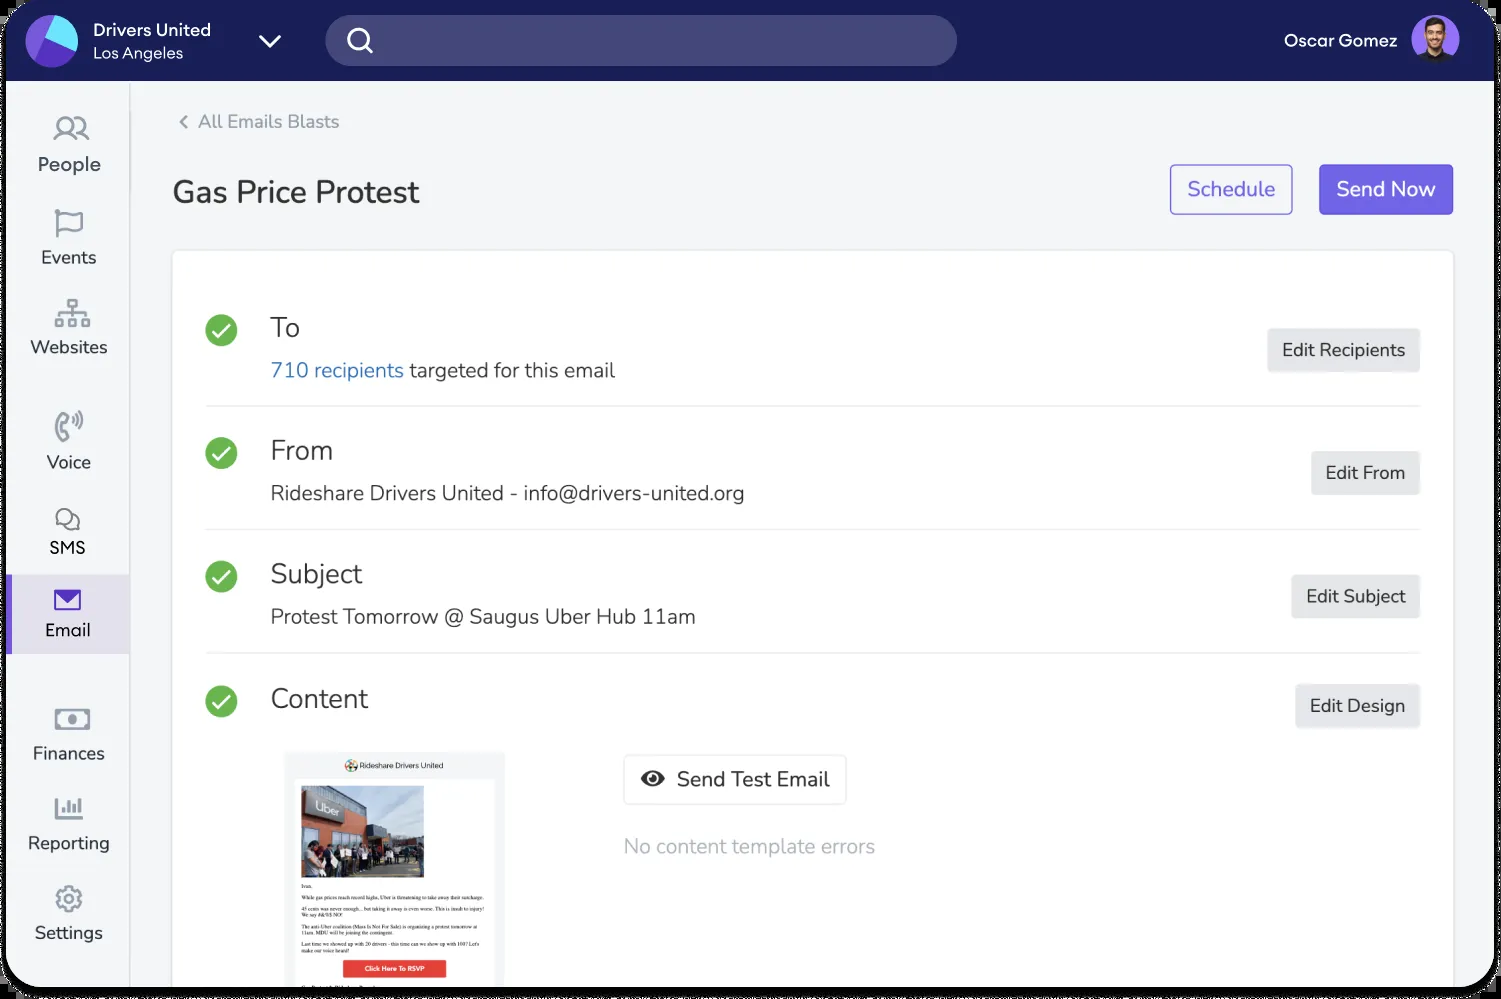 Drivers United
Los Angeles
Oscar Gomez
People
Events
Websites
Voice
SMS
Email
Finances
Reporting
Settings
All Emails Blasts
Gas Price Protest
Schedule
Send Now
To
710 recipients targeted for this email
Edit Recipients
From
Rideshare Drivers United - info@drivers-united.org
Edit From
Subject
Protest Tomorrow @ Saugus Uber Hub 11am
Edit Subject
Content
Edit Design
Rideshare Drivers United
Uber
Ivan,
While gas prices reach record highs, Uber is threatening to take away their surcharge.
45 cents was never enough... but taking it away is even worse. This is insult to injury!
We say #&@$ NO!
The anti-Uber coalition (Mass Is Not For Sale) is organizing a protest tomorrow at
11am. MDU will be joining the contingent.
Last time we showed up with 20 drivers - this time can we show up with 100? Let's
make our voice heard!
Click Here To RSVP
Send Test Email
No content template errors